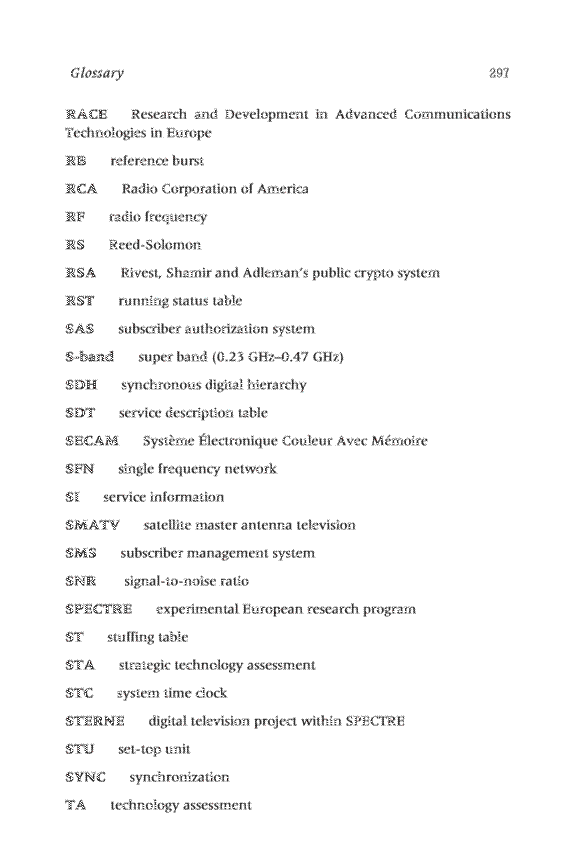 Glossary 297
RACE Research and Development in Advanced Communications
Technologies in Europe
RB reference burst
RCA Radio Corporation of America
RF radio frequency
RS Reed-Solomon
RSA Rivest, Shamir and Adleman's public crypto system
RST running status table
SAS subscriber authorization system
S-band super band (0.23 GHz–0.47 GHz)
SDH synchronous digital hierarchy
SDT service description table
SECAM Système Électronique Couleur Avec Mémoire
SFN single frequency network
SI service information
SMATV satellite master antenna television
SMS subscriber management system
SNR signal-to-noise ratio
SPECTRE experimental European research program
ST stuffing table
STA strategic technology assessment
STC system time clock
STERNE digital television project within SPECTRE
STU set-top unit
SYNC synchronization
TA technology assessment